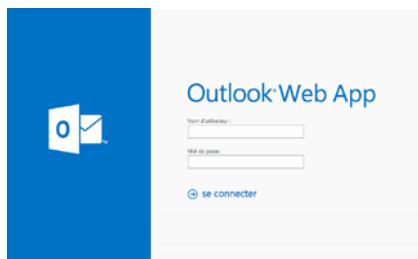 Outlook Web App
Nom d'utilisateur :
Mot de passe :
se connecter
O